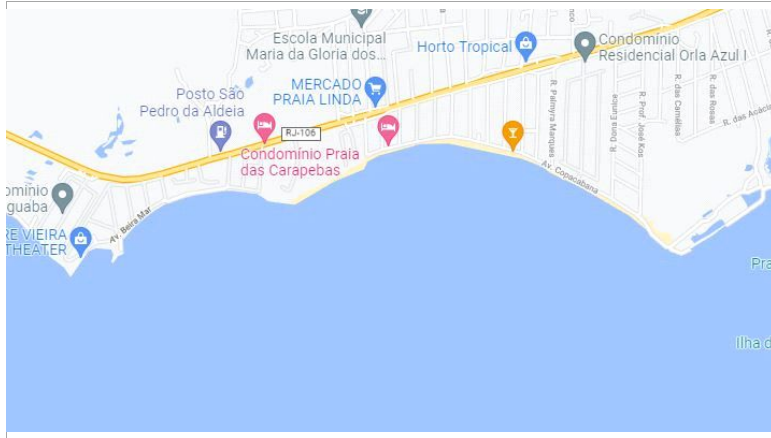 Escola Municipal
Maria da Gloria dos...
Horto Tropical
Condomínio
Residencial Orla Azul I
MERCADO
PRAIA LINDA
Posto São
Pedro da Aldeia
RJ-106
Condomínio Praia
das Carapebas
R. Palmyra Marques
R. Dona Eunice
R. Prof. José Kos
R. das Camélias
R. das Rosas
R. das Acácia
nco
Av. Copacabana
Av. Beira Mar
omínio
guaba
RE VIEIRA
THEATER
Pra
Ilha d